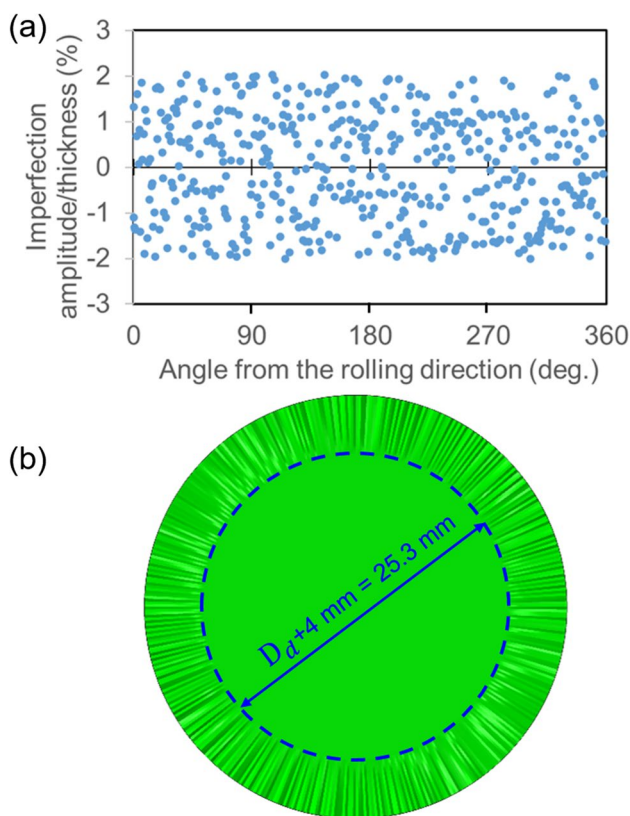 (a)
Imperfection
amplitude/thickness (%)
3
2
1
0
-1
-2
-3
0 90 180 270 360
Angle from the rolling direction (deg.)
(b)
D_d+4 mm = 25.3 mm